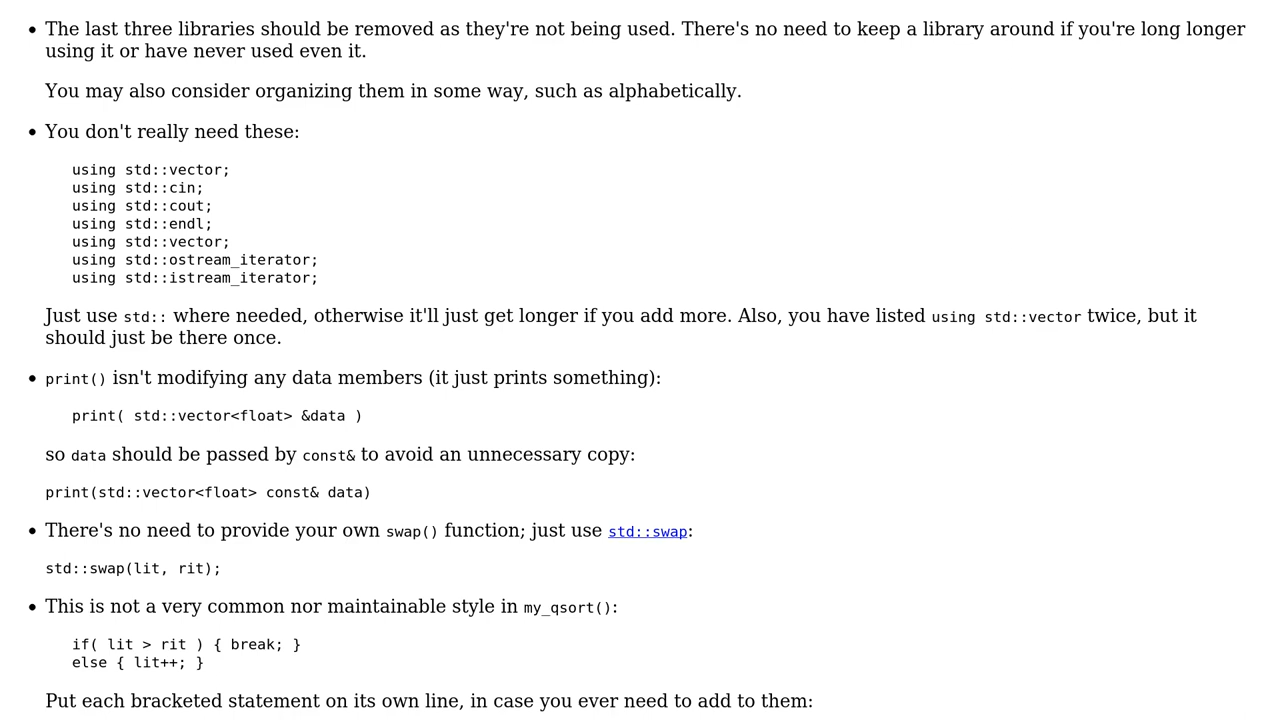 The last three libraries should be removed as they're not being used. There's no need to keep a library around if you're long longer
using it or have never used even it.
You may also consider organizing them in some way, such as alphabetically.
You don't really need these:
using std::vector;
using std::cin;
using std::cout;
using std::endl;
using std::vector;
using std::ostream_iterator;
using std::istream_iterator;
Just use std:: where needed, otherwise it'll just get longer if you add more. Also, you have listed using std::vector twice, but it
should just be there once.
print() isn't modifying any data members (it just prints something):
print( std::vector<float> &data )
so data should be passed by const& to avoid an unnecessary copy:
print(std::vector<float> const& data)
There's no need to provide your own swap() function; just use std::swap:
std::swap(lit, rit);
This is not a very common nor maintainable style in my_qsort():
if( lit > rit ) { break; }
else { lit++; }
Put each bracketed statement on its own line, in case you ever need to add to them: